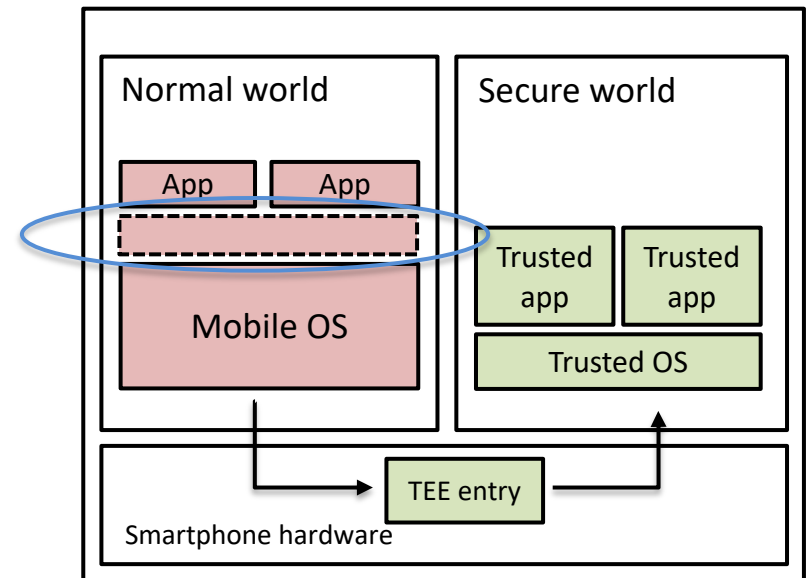 Normal world
Secure world
App
App
Trusted
app
Trusted
app
Mobile OS
Trusted OS
TEE entry
Smartphone hardware